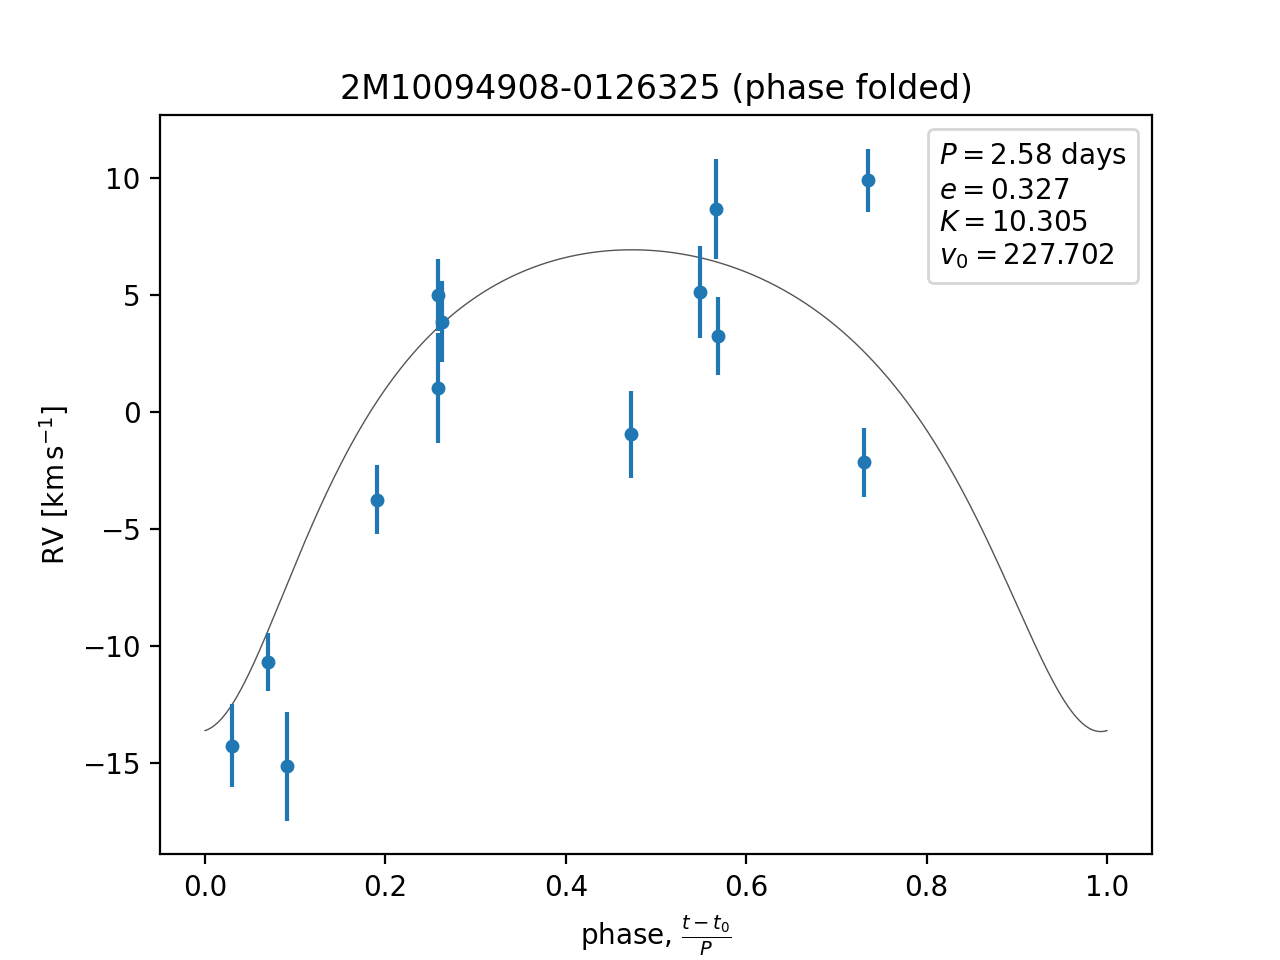 2M10094908-0126325 (phase folded)
P = 2.58 days
e = 0.327
K = 10.305
v₀ = 227.702
RV [km s⁻¹]
10
5
0
−5
−10
−15
0.0 0.2 0.4 0.6 0.8 1.0
phase, (t − t₀)/P